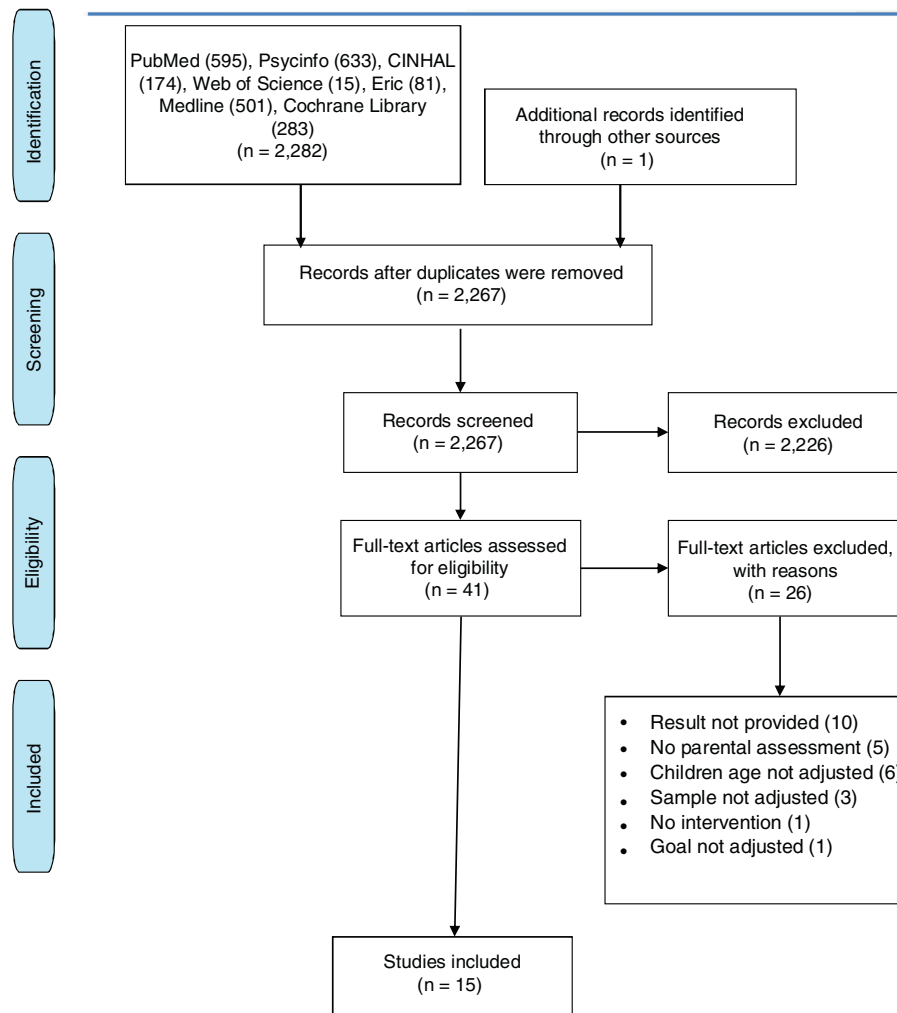 Identification
PubMed (595), Psycinfo (633), CINHAL
(174), Web of Science (15), Eric (81),
Medline (501), Cochrane Library
(283)
(n = 2,282)
Additional records identified
through other sources
(n = 1)
Screening
Records after duplicates were removed
(n = 2,267)
Records screened
(n = 2,267)
Records excluded
(n = 2,226)
Eligibility
Full-text articles assessed
for eligibility
(n = 41)
Full-text articles excluded,
with reasons
(n = 26)
Included
• Result not provided (10)
• No parental assessment (5)
• Children age not adjusted (6)
• Sample not adjusted (3)
• No intervention (1)
• Goal not adjusted (1)
Studies included
(n = 15)